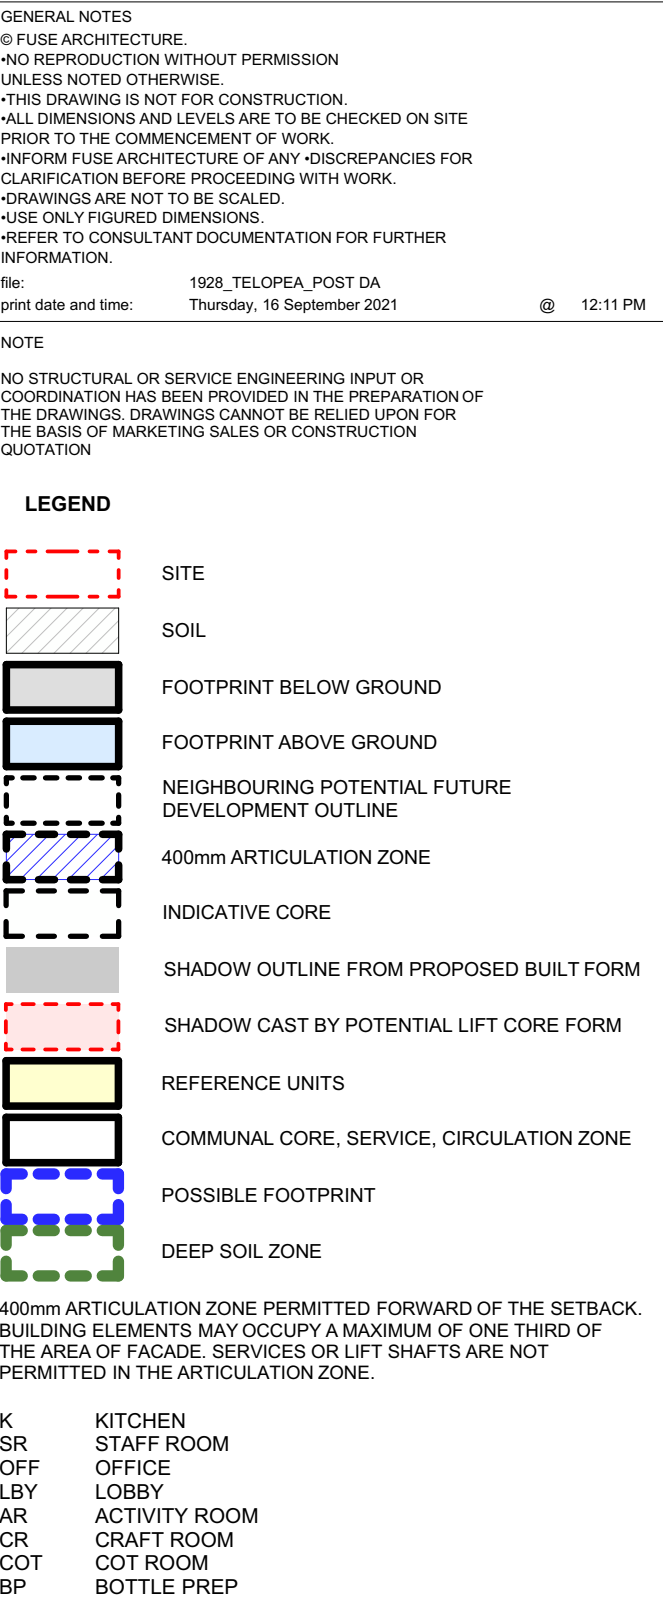 GENERAL NOTES
© FUSE ARCHITECTURE.
•NO REPRODUCTION WITHOUT PERMISSION
UNLESS NOTED OTHERWISE.
•THIS DRAWING IS NOT FOR CONSTRUCTION.
•ALL DIMENSIONS AND LEVELS ARE TO BE CHECKED ON SITE
PRIOR TO THE COMMENCEMENT OF WORK.
•INFORM FUSE ARCHITECTURE OF ANY •DISCREPANCIES FOR
CLARIFICATION BEFORE PROCEEDING WITH WORK.
•DRAWINGS ARE NOT TO BE SCALED.
•USE ONLY FIGURED DIMENSIONS.
•REFER TO CONSULTANT DOCUMENTATION FOR FURTHER
INFORMATION.
file: 1928_TELOPEA_POST DA
print date and time: Thursday, 16 September 2021 @ 12:11 PM
NOTE
NO STRUCTURAL OR SERVICE ENGINEERING INPUT OR
COORDINATION HAS BEEN PROVIDED IN THE PREPARATION OF
THE DRAWINGS. DRAWINGS CANNOT BE RELIED UPON FOR
THE BASIS OF MARKETING SALES OR CONSTRUCTION
QUOTATION
LEGEND
SITE
SOIL
FOOTPRINT BELOW GROUND
FOOTPRINT ABOVE GROUND
NEIGHBOURING POTENTIAL FUTURE
DEVELOPMENT OUTLINE
400mm ARTICULATION ZONE
INDICATIVE CORE
SHADOW OUTLINE FROM PROPOSED BUILT FORM
SHADOW CAST BY POTENTIAL LIFT CORE FORM
REFERENCE UNITS
COMMUNAL CORE, SERVICE, CIRCULATION ZONE
POSSIBLE FOOTPRINT
DEEP SOIL ZONE
400mm ARTICULATION ZONE PERMITTED FORWARD OF THE SETBACK.
BUILDING ELEMENTS MAY OCCUPY A MAXIMUM OF ONE THIRD OF
THE AREA OF FACADE. SERVICES OR LIFT SHAFTS ARE NOT
PERMITTED IN THE ARTICULATION ZONE.
K KITCHEN
SR STAFF ROOM
OFF OFFICE
LBY LOBBY
AR ACTIVITY ROOM
CR CRAFT ROOM
COT COT ROOM
BP BOTTLE PREP